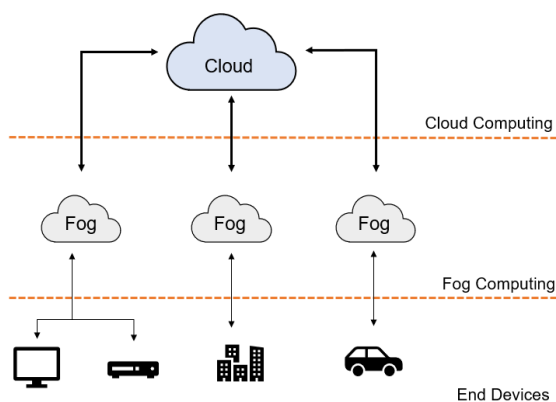 Cloud
Cloud Computing
Fog
Fog
Fog
Fog Computing
End Devices